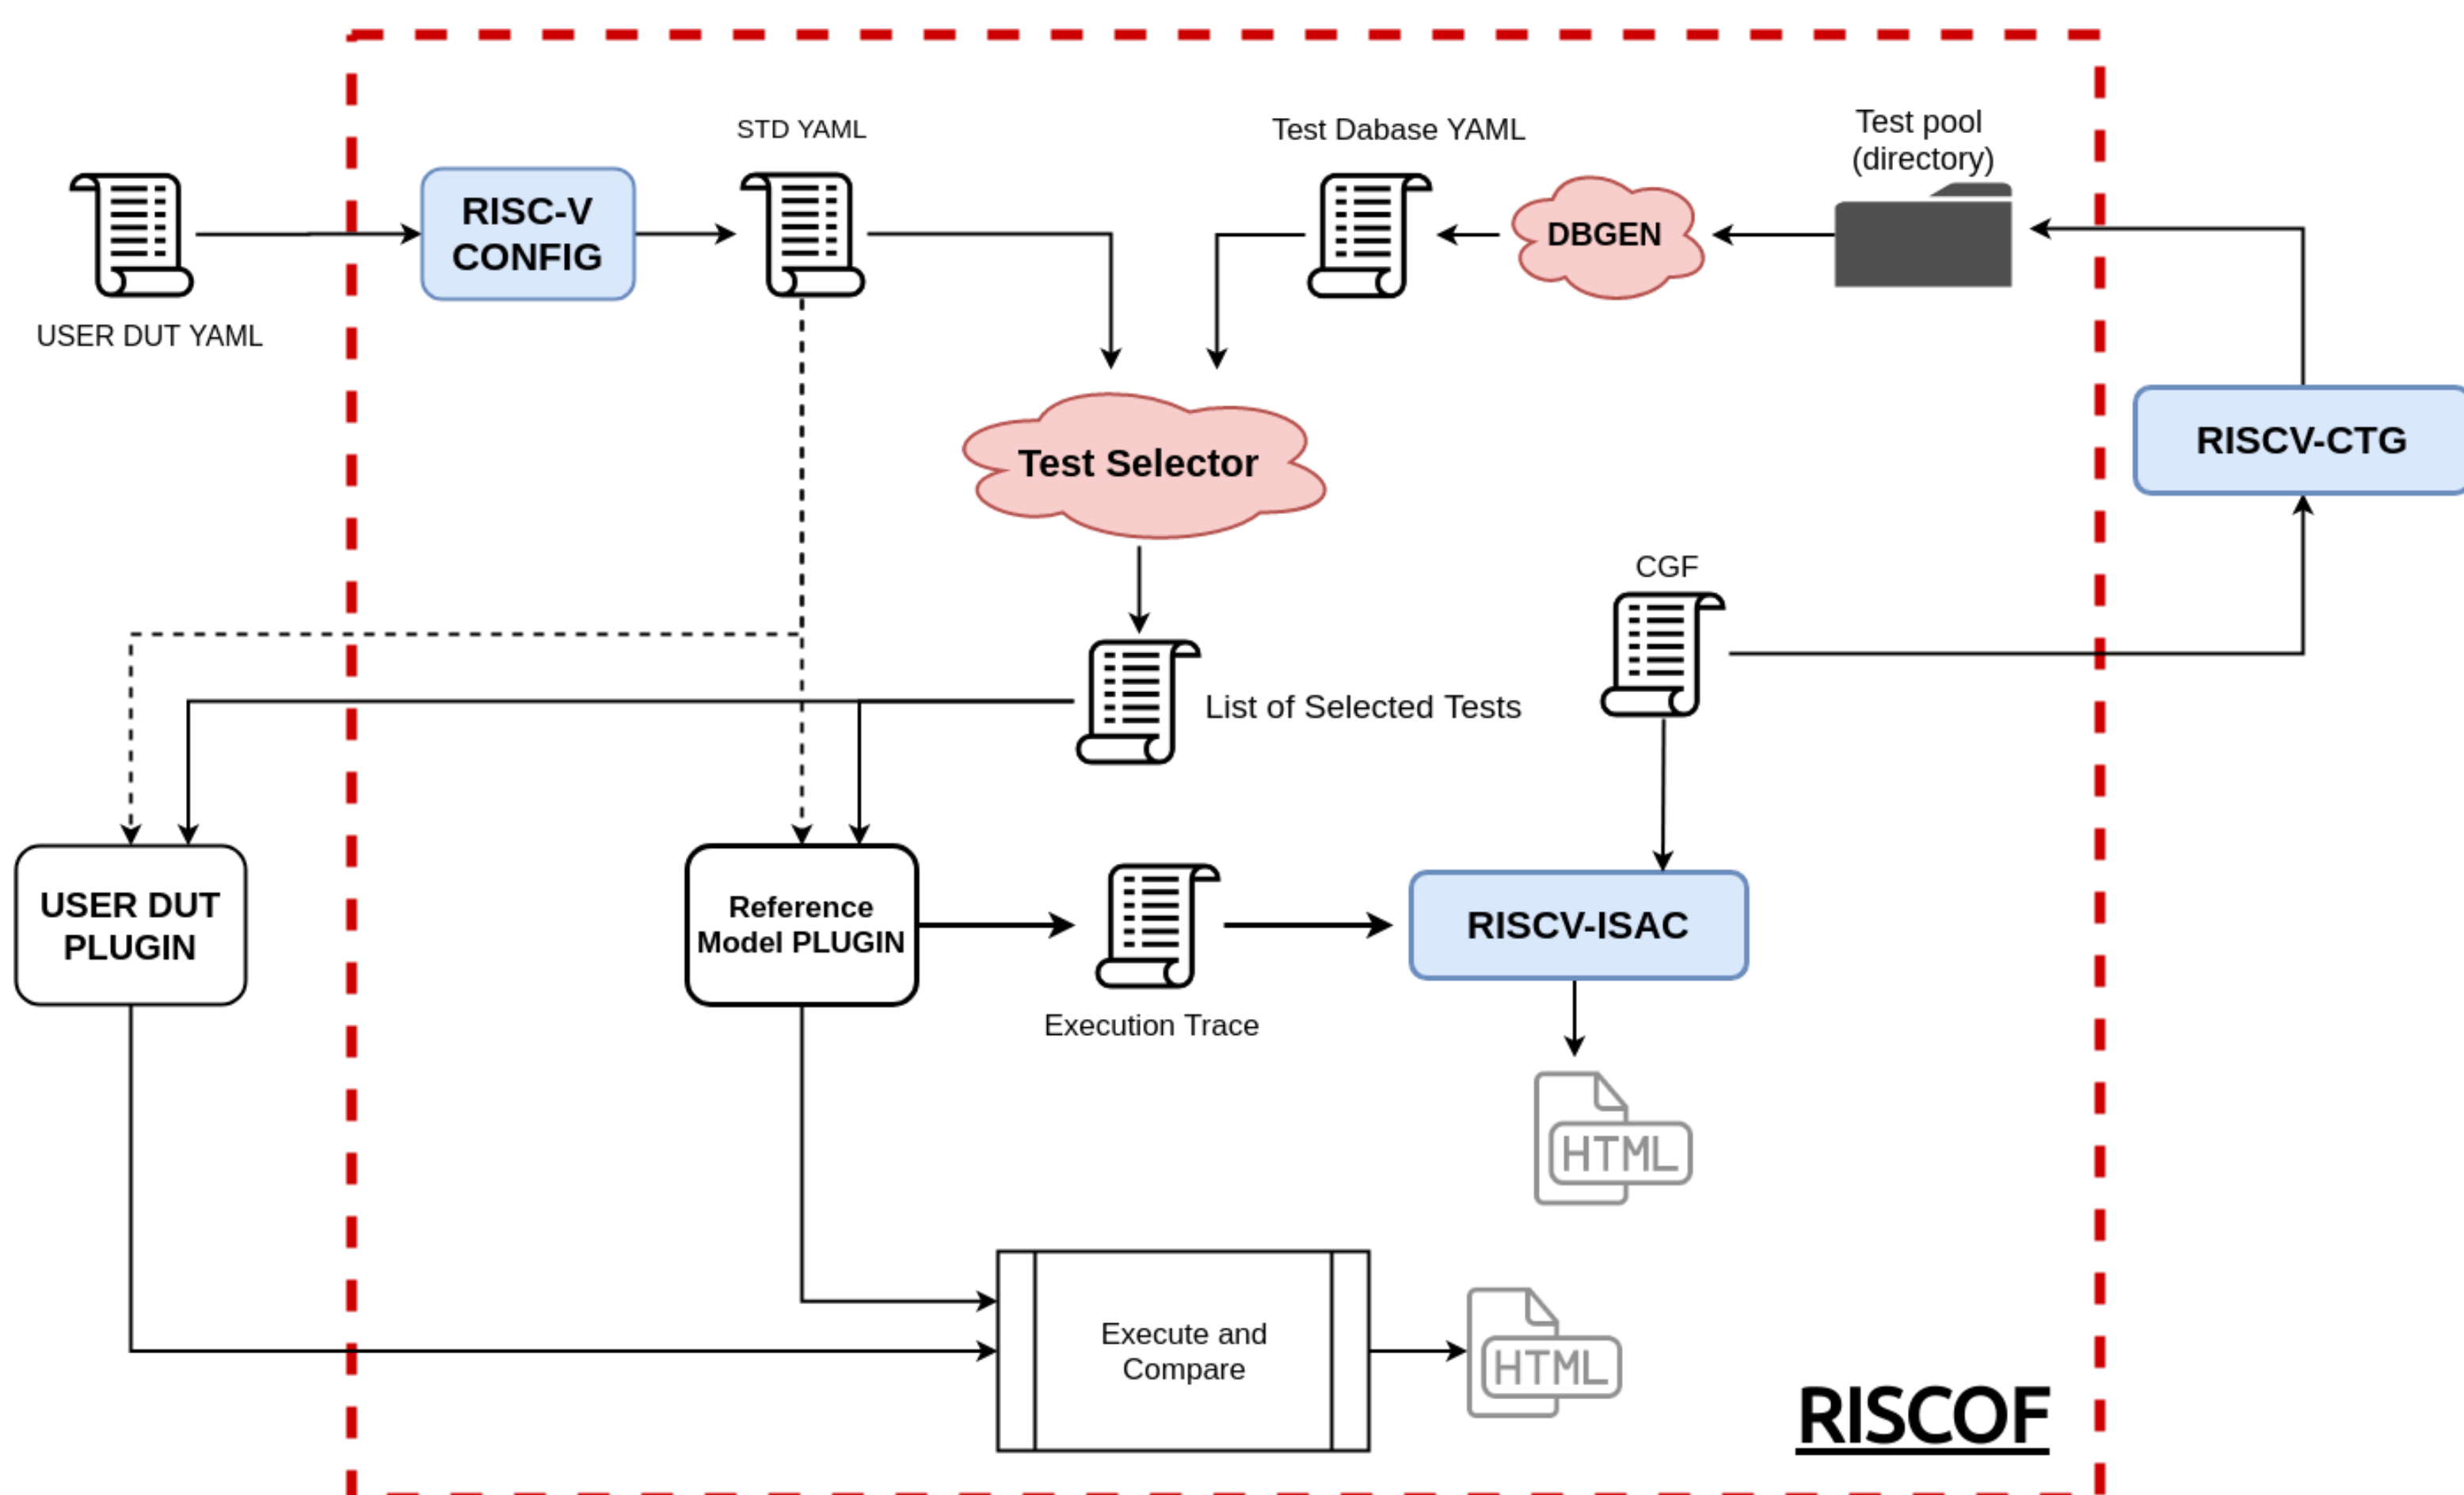 STD YAML
Test Dabase YAML
Test pool
(directory)
RISC-V
CONFIG
DBGEN
USER DUT YAML
RISCV-CTG
Test Selector
CGF
List of Selected Tests
USER DUT
PLUGIN
Reference
Model PLUGIN
RISCV-ISAC
Execution Trace
HTML
Execute and
Compare
HTML
RISCOF